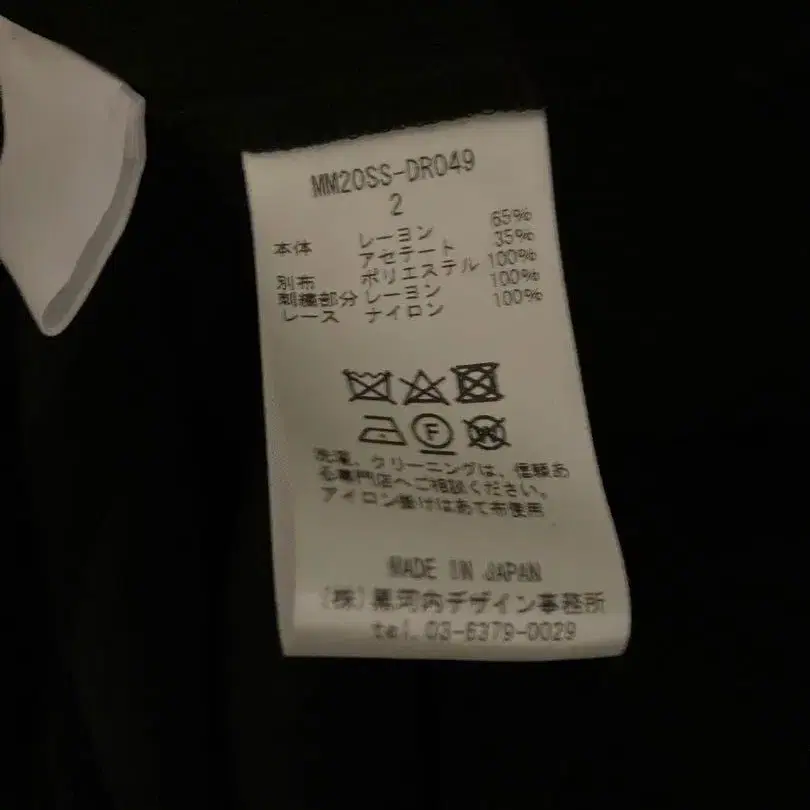 MM20SS-DR049
2
本体 レーヨン 65%
アセテート 35%
別布 ポリエステル 100%
刺繍部分 レーヨン 100%
レース ナイロン 100%
F
W
洗濯、クリーニングは、信頼あ
る専門店へご相談ください。
アイロン掛けはあて布使用
MADE IN JAPAN
(株)黒河内デザイン事務所
tel.03-6379-0029